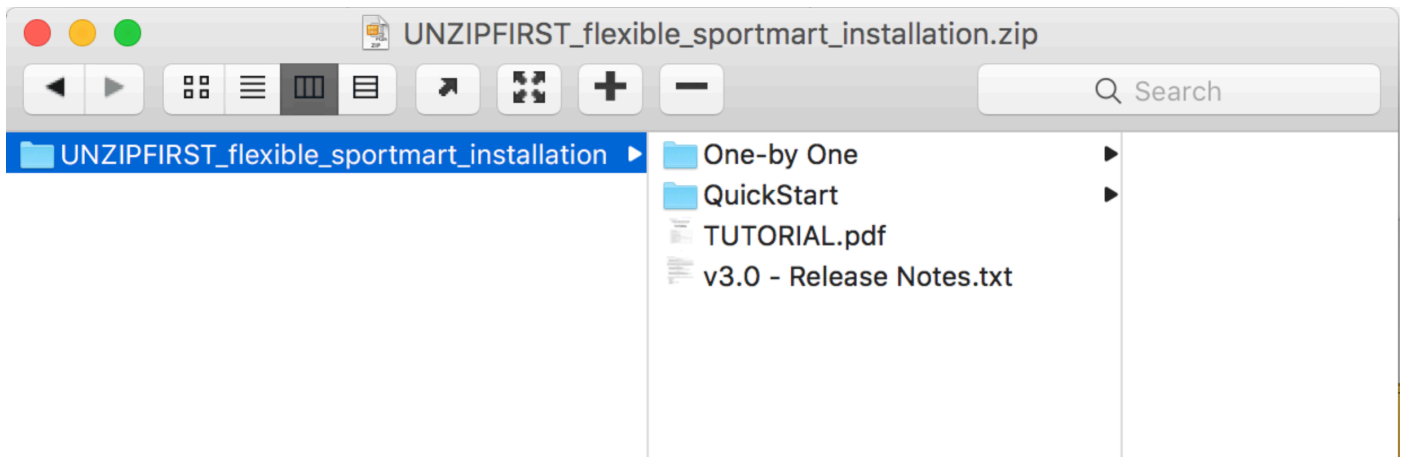 UNZIPFIRST_flexible_sportmart_installation.zip
Search
UNZIPFIRST_flexible_sportmart_installation
One-by One
QuickStart
TUTORIAL.pdf
v3.0 - Release Notes.txt